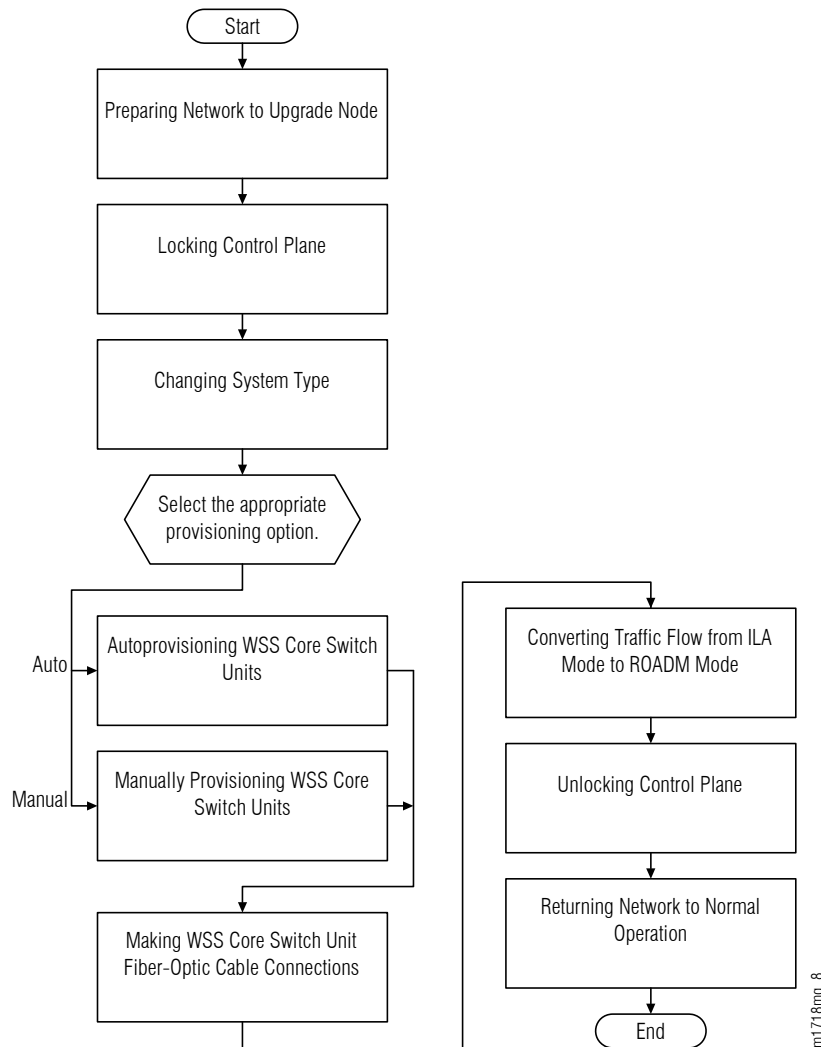 Start
Preparing Network to Upgrade Node
Locking Control Plane
Changing System Type
Select the appropriate
provisioning option.
Auto
Autoprovisioning WSS Core Switch
Units
Manual
Manually Provisioning WSS Core
Switch Units
Making WSS Core Switch Unit
Fiber-Optic Cable Connections
Converting Traffic Flow from ILA
Mode to ROADM Mode
Unlocking Control Plane
Returning Network to Normal
Operation
End
m1718mq_8